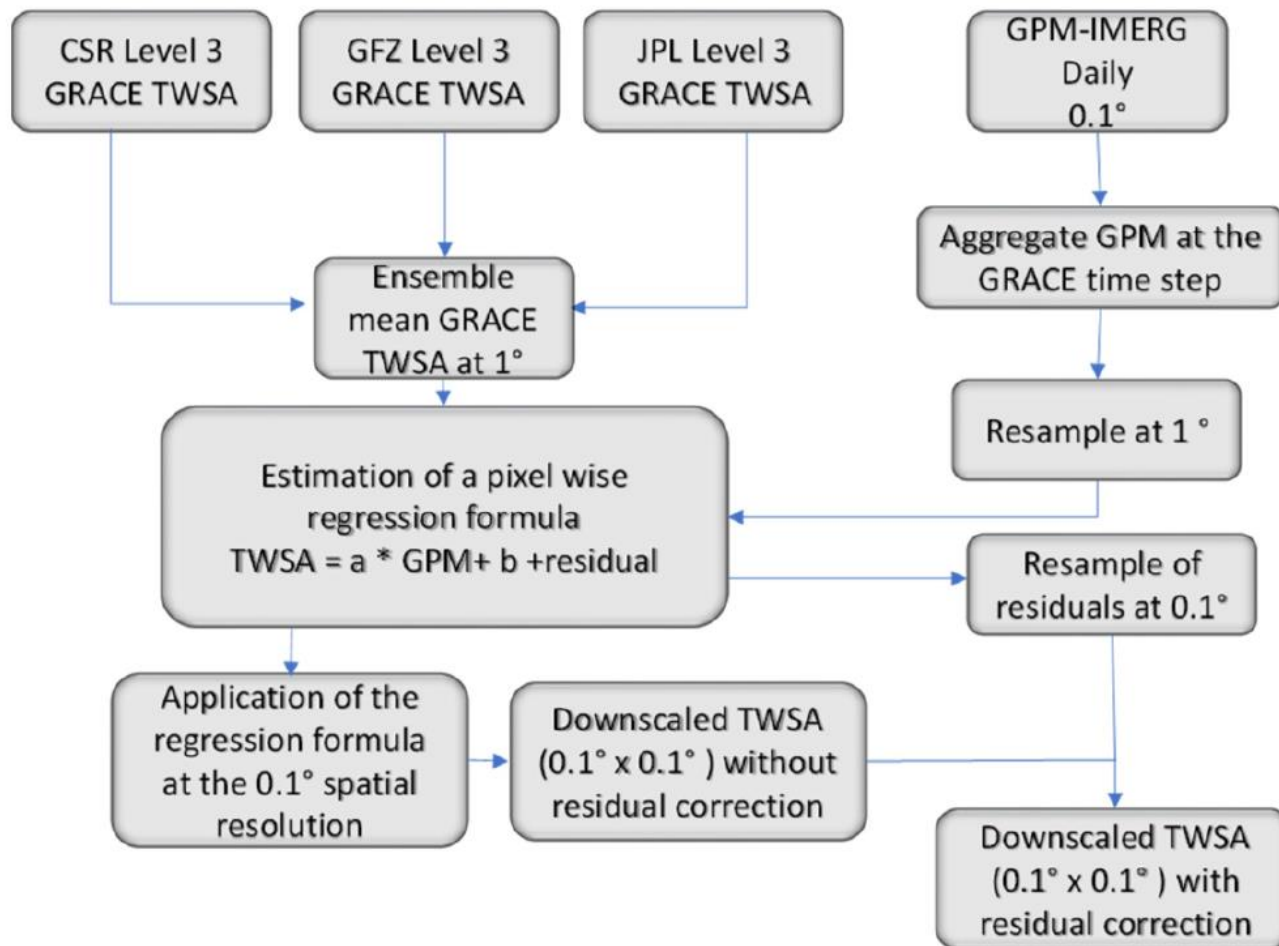 CSR Level 3
GRACE TWSA
GFZ Level 3
GRACE TWSA
JPL Level 3
GRACE TWSA
GPM-IMERG
Daily
0.1°
Aggregate GPM at the
GRACE time step
Ensemble
mean GRACE
TWSA at 1°
Resample at 1 °
Estimation of a pixel wise
regression formula
TWSA = a * GPM+ b +residual
Resample of
residuals at 0.1°
Application of the
regression formula
at the 0.1° spatial
resolution
Downscaled TWSA
(0.1° x 0.1° ) without
residual correction
Downscaled TWSA
(0.1° x 0.1° ) with
residual correction